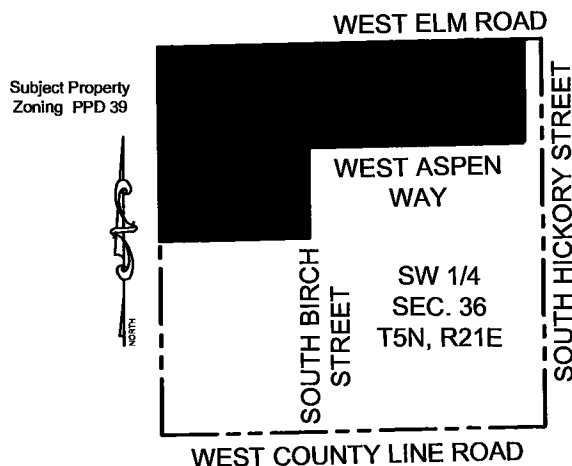 WEST ELM ROAD
Subject Property
Zoning PPD 39
SOUTH HICKORY STREET
WEST ASPEN
WAY
NORTH
SOUTH BIRCH
STREET
SW 1/4
SEC. 36
T5N, R21E
WEST COUNTY LINE ROAD